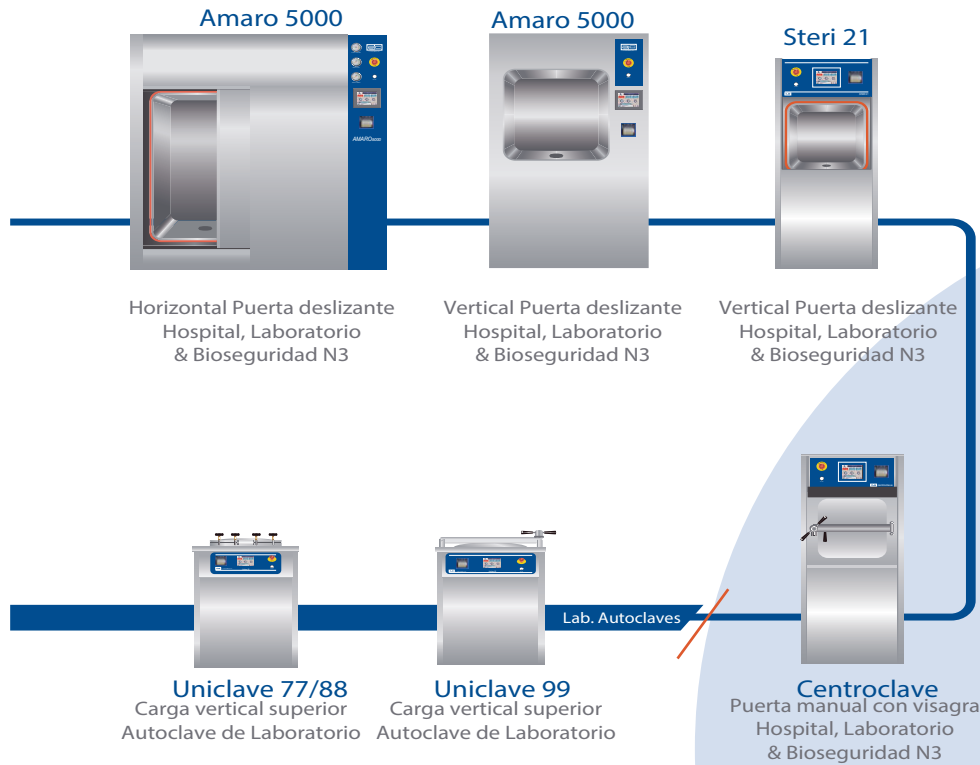 Amaro 5000
Amaro 5000
Steri 21
AMARO5000
Horizontal Puerta deslizante
Hospital, Laboratorio
& Bioseguridad N3
Vertical Puerta deslizante
Hospital, Laboratorio
& Bioseguridad N3
Vertical Puerta deslizante
Hospital, Laboratorio
& Bioseguridad N3
Lab. Autoclaves
Uniclave 77/88
Carga vertical superior
Autoclave de Laboratorio
Uniclave 99
Carga vertical superior
Autoclave de Laboratorio
Centroclave
Puerta manual con visagra
Hospital, Laboratorio
& Bioseguridad N3